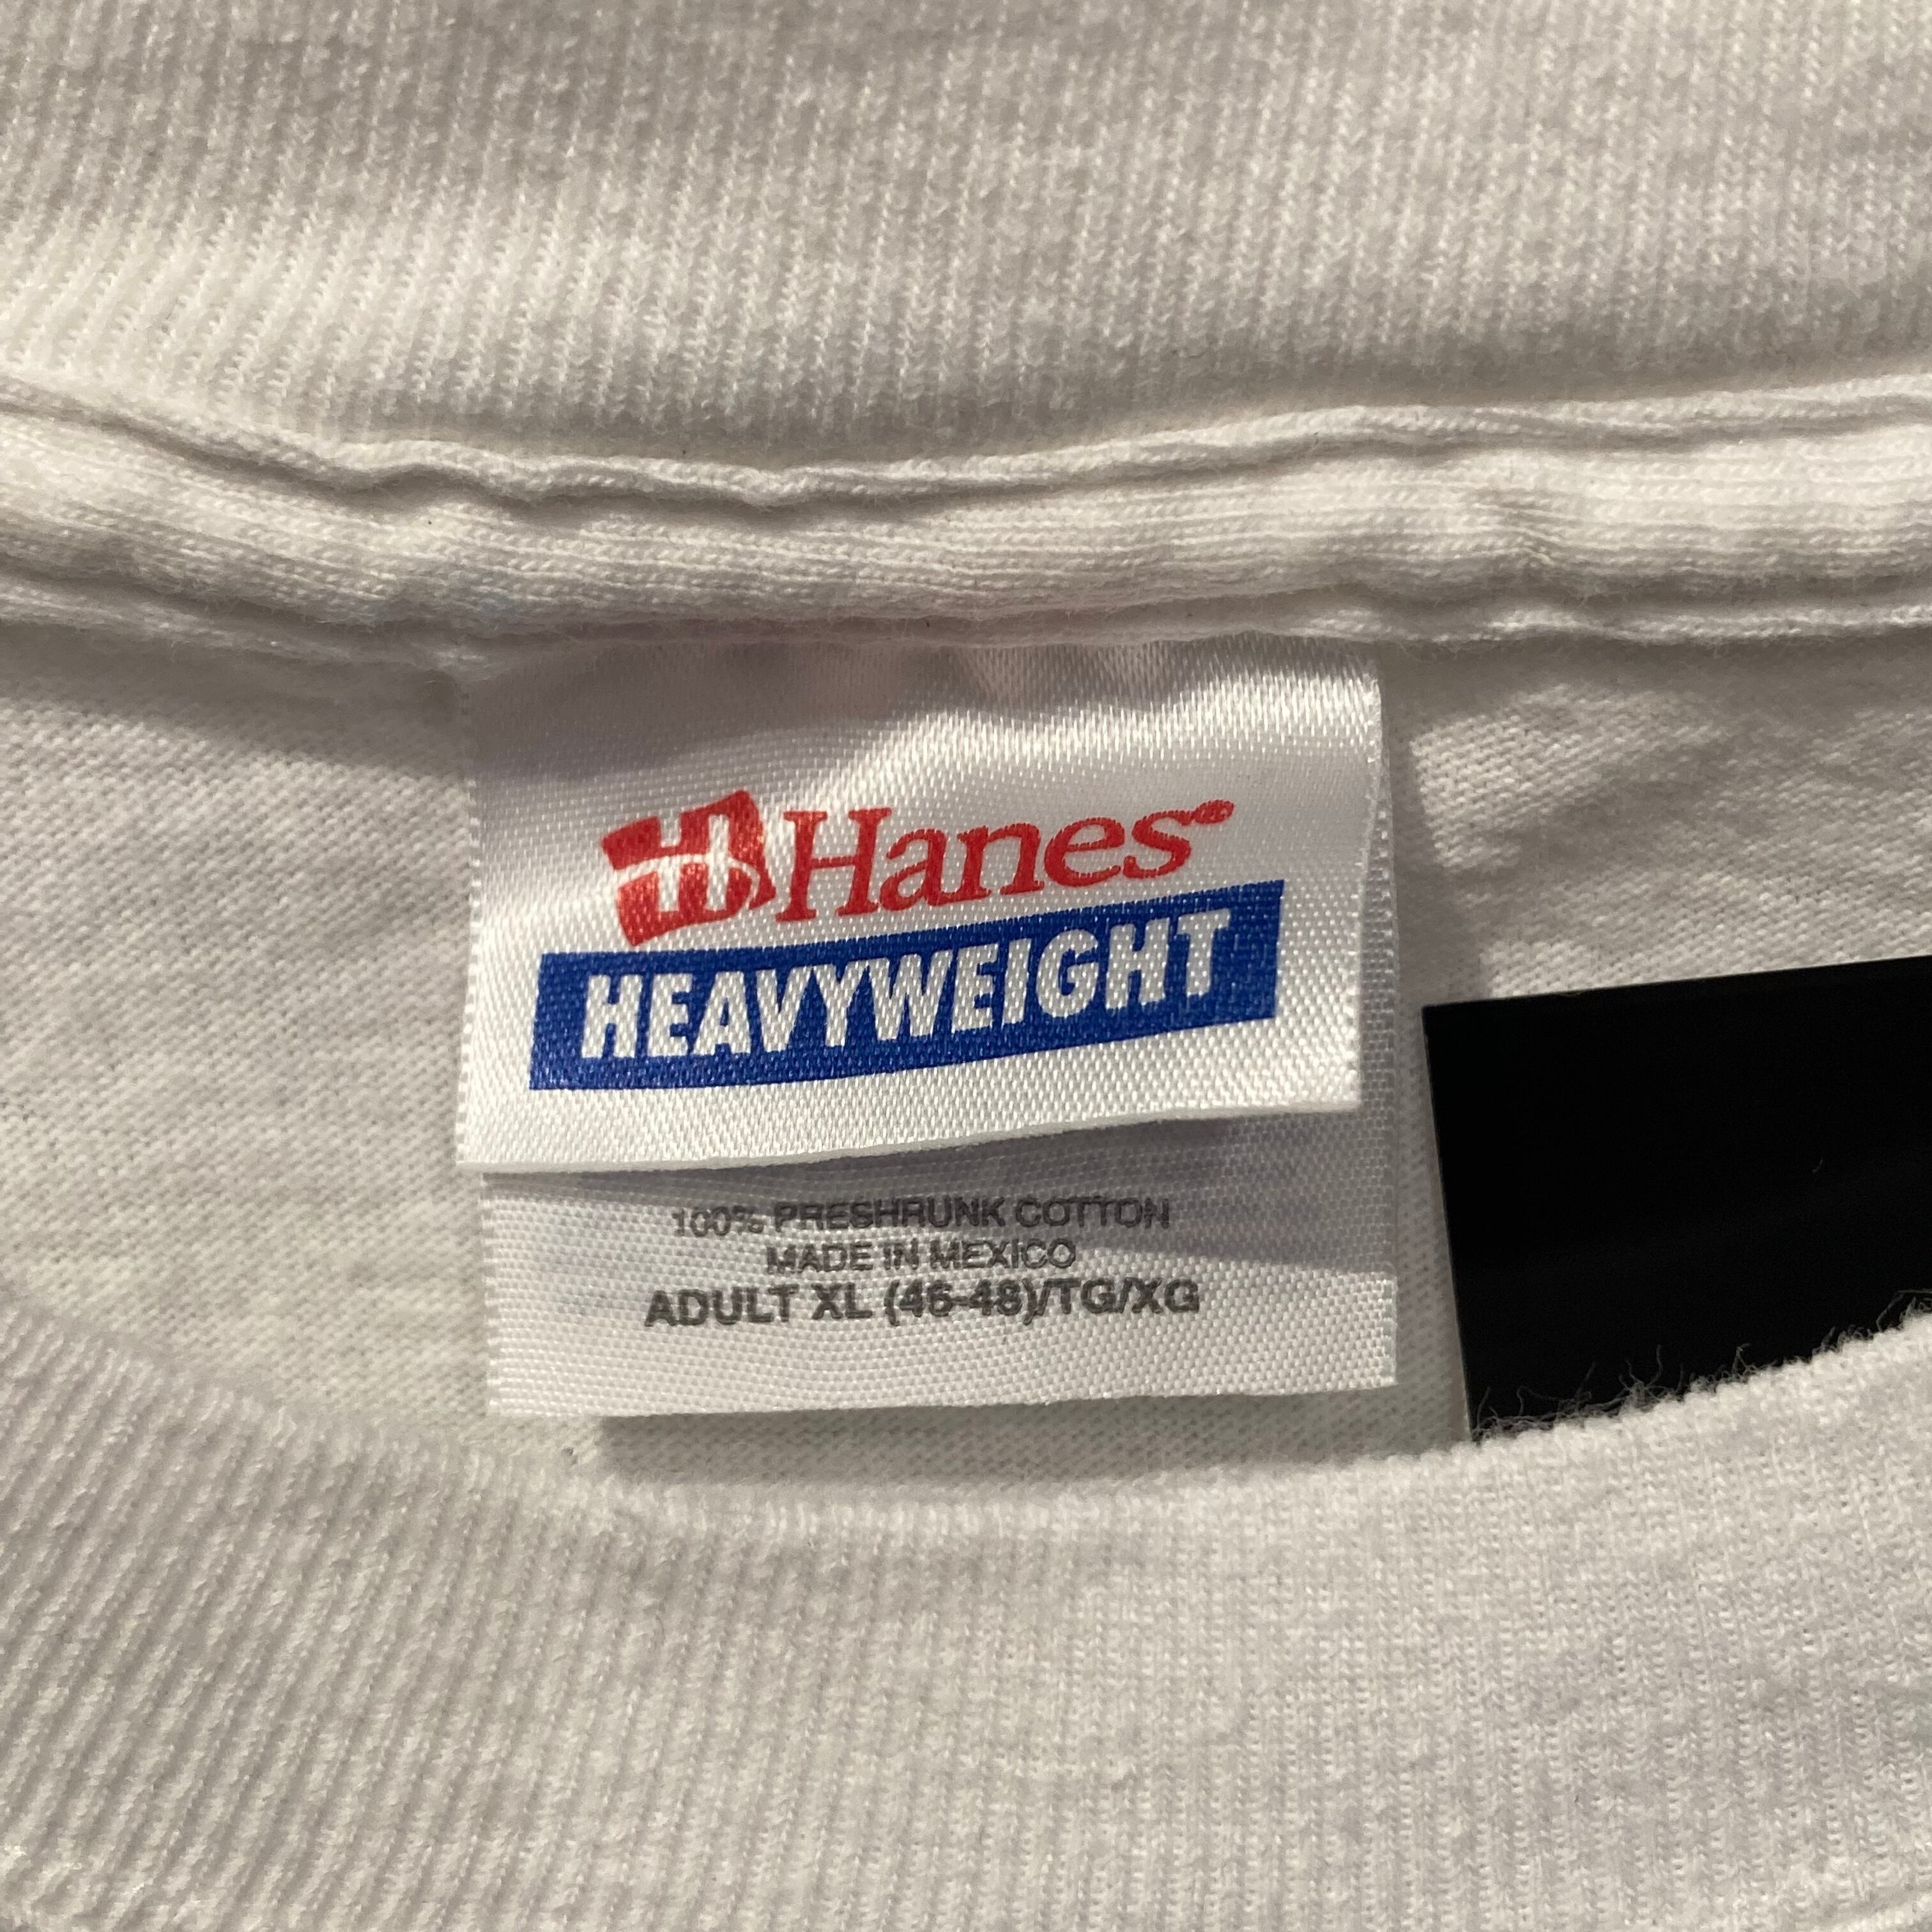 Hanes
HEAVYWEIGHT
100% PRESHRUNK COTTON
MADE IN MEXICO
ADULT XL (46-48)/TG/XG